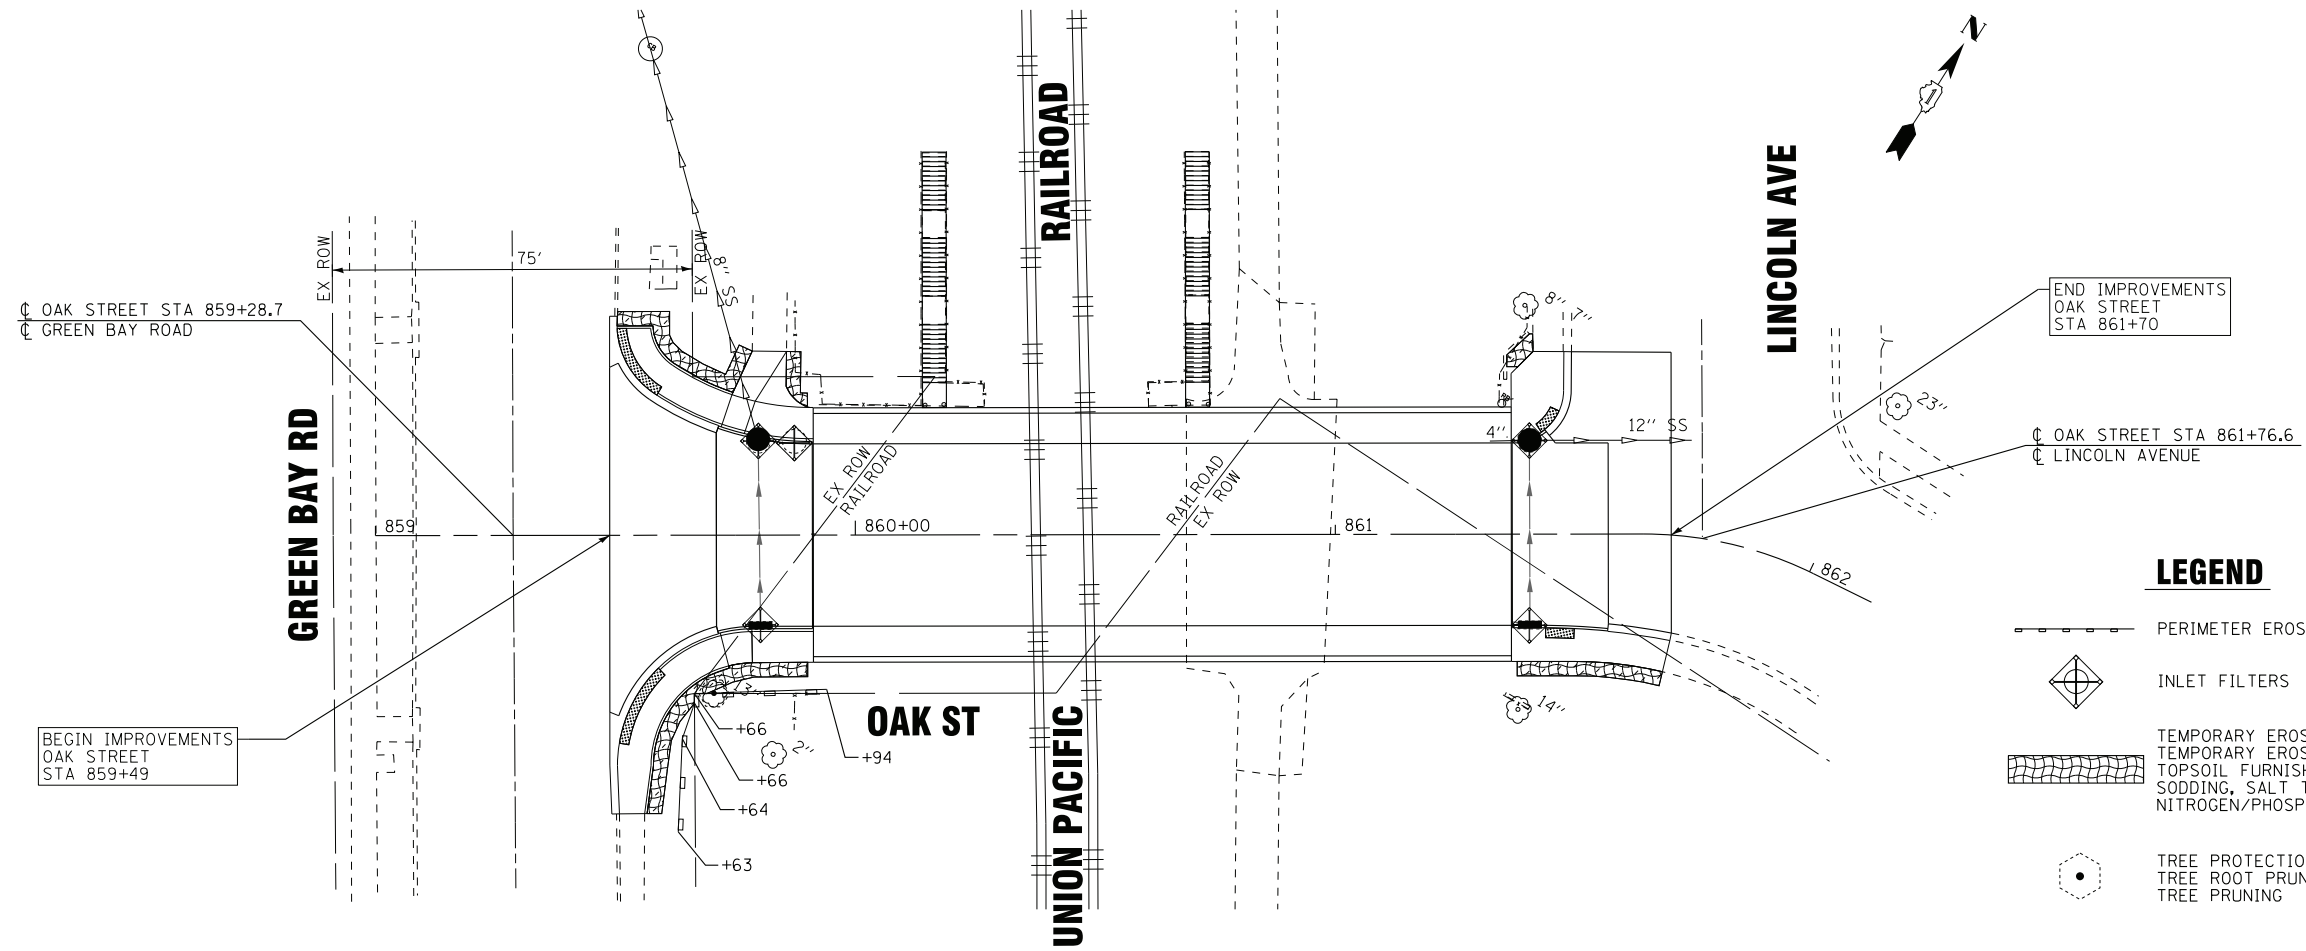 CB
N
RAILROAD
LINCOLN AVE
EX ROW
75'
EX ROW
8" SS
℄ OAK STREET STA 859+28.7
℄ GREEN BAY ROAD
END IMPROVEMENTS
OAK STREET
STA 861+70
8"
7"
23"
12" SS
4"
℄ OAK STREET STA 861+76.6
℄ LINCOLN AVENUE
GREEN BAY RD
EX ROW
RAILROAD
RAILROAD
EX ROW
859
860+00
861
862
LEGEND
PERIMETER EROS
INLET FILTERS
TEMPORARY EROS
TEMPORARY EROS
TOPSOIL FURNISH
SODDING, SALT T
NITROGEN/PHOSP
TREE PROTECTIO
TREE ROOT PRUN
TREE PRUNING
BEGIN IMPROVEMENTS
OAK STREET
STA 859+49
OAK ST
UNION PACIFIC
14"
2"
+66
+94
+66
+64
+63